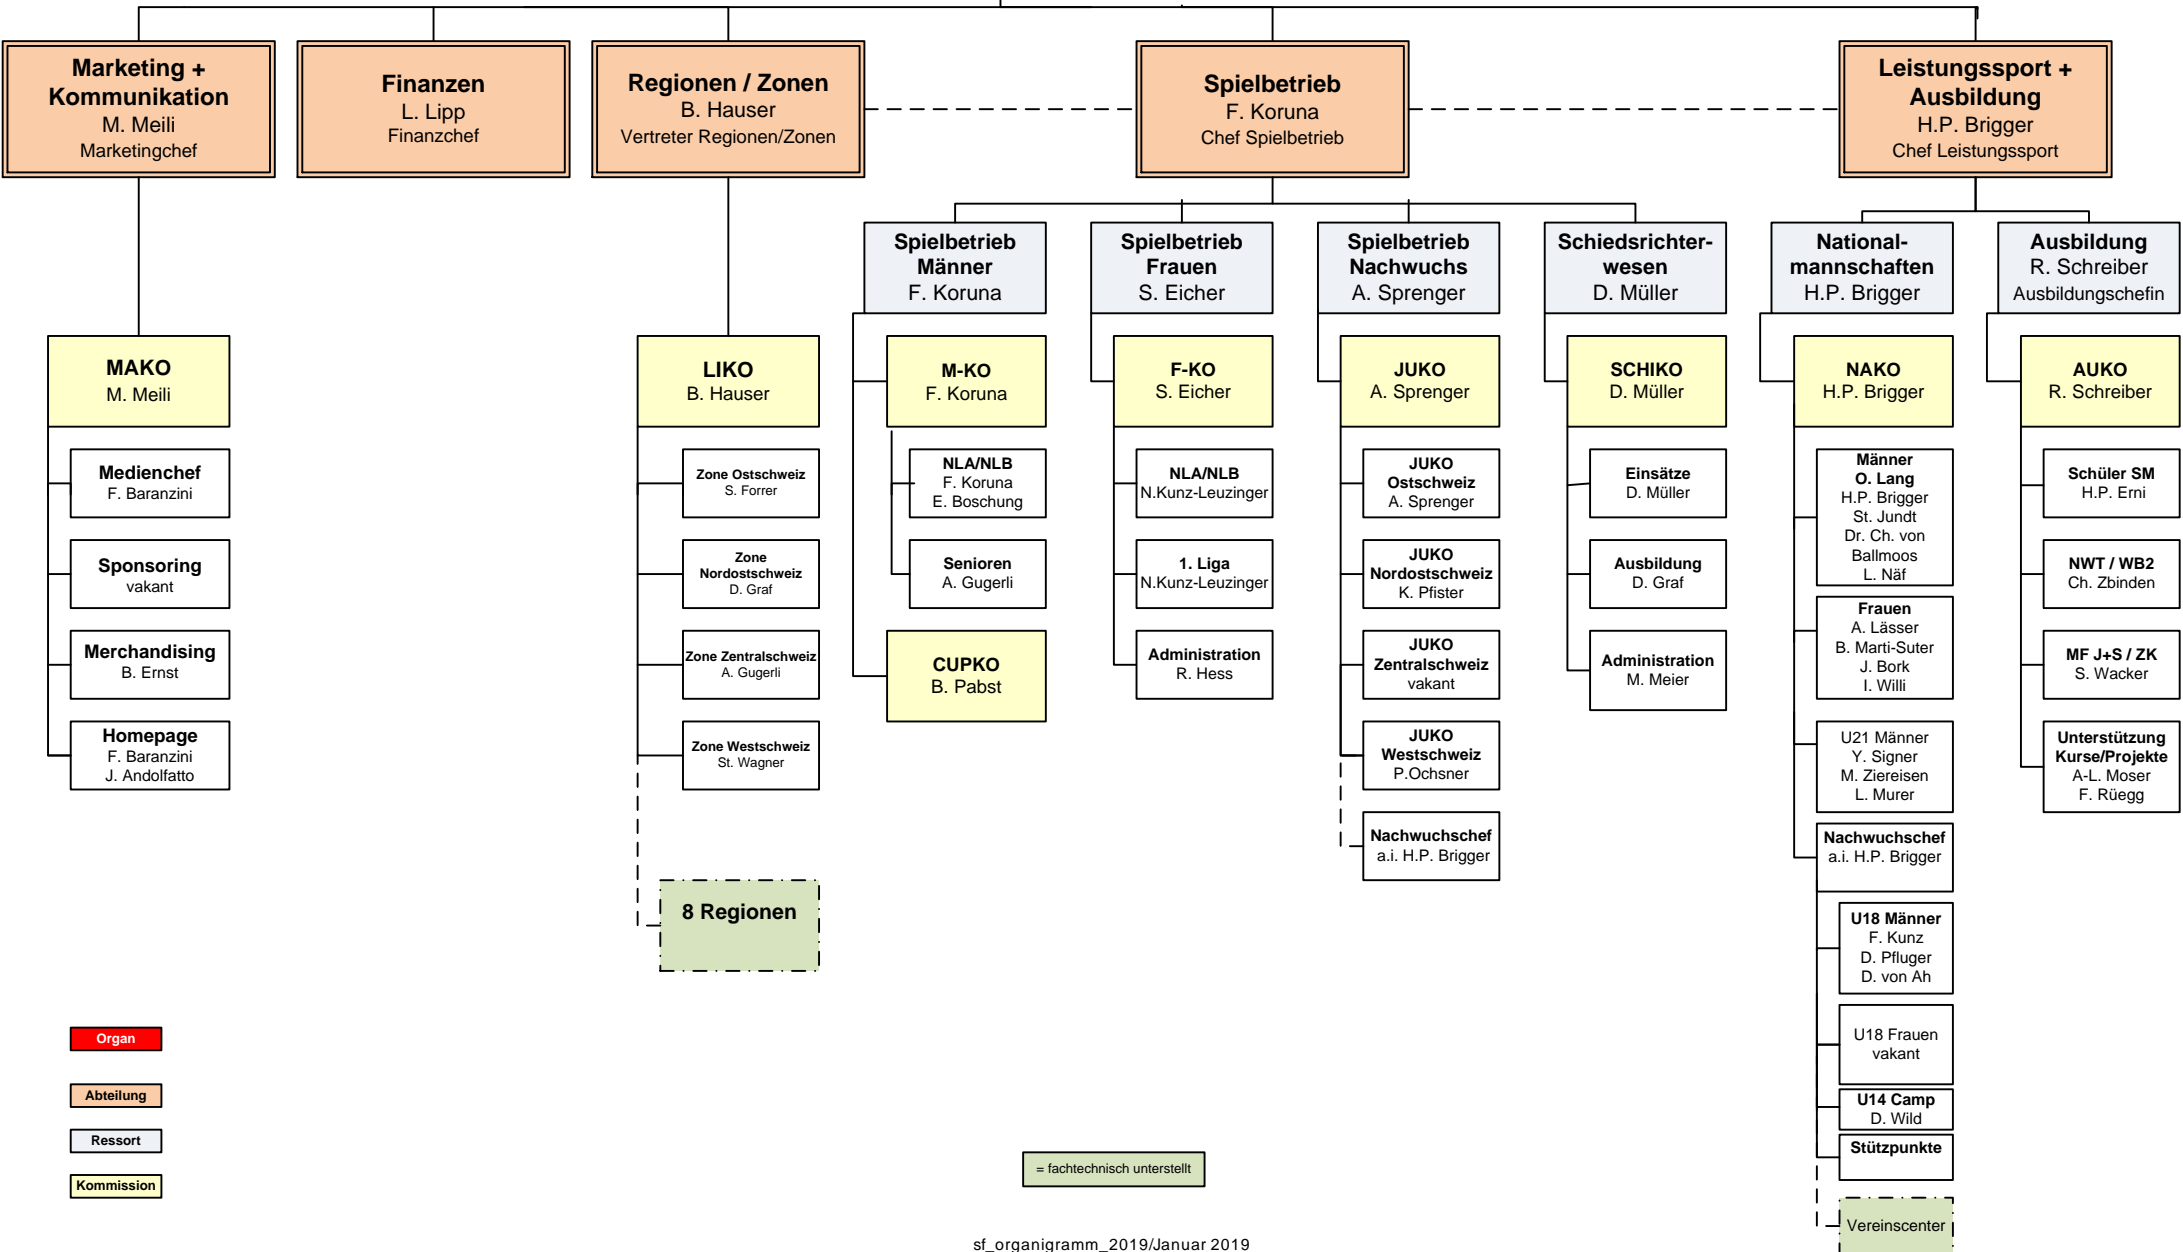 Marketing +
Kommunikation
M. Meili
Marketingchef
Finanzen
L. Lipp
Finanzchef
Regionen / Zonen
B. Hauser
Vertreter Regionen/Zonen
Spielbetrieb
F. Koruna
Chef Spielbetrieb
Leistungssport +
Ausbildung
H.P. Brigger
Chef Leistungssport
Spielbetrieb
Männer
F. Koruna
Spielbetrieb
Frauen
S. Eicher
Spielbetrieb
Nachwuchs
A. Sprenger
Schiedsrichter-
wesen
D. Müller
National-
mannschaften
H.P. Brigger
Ausbildung
R. Schreiber
Ausbildungschefin
MAKO
M. Meili
LIKO
B. Hauser
M-KO
F. Koruna
F-KO
S. Eicher
JUKO
A. Sprenger
SCHIKO
D. Müller
NAKO
H.P. Brigger
AUKO
R. Schreiber
Medienchef
F. Baranzini
Sponsoring
vakant
Merchandising
B. Ernst
Homepage
F. Baranzini
J. Andolfatto
Zone Ostschweiz
S. Forrer
Zone
Nordostschweiz
D. Graf
Zone Zentralschweiz
A. Gugerli
Zone Westschweiz
St. Wagner
8 Regionen
NLA/NLB
F. Koruna
E. Boschung
Senioren
A. Gugerli
CUPKO
B. Pabst
NLA/NLB
N.Kunz-Leuzinger
1. Liga
N.Kunz-Leuzinger
Administration
R. Hess
JUKO
Ostschweiz
A. Sprenger
JUKO
Nordostschweiz
K. Pfister
JUKO
Zentralschweiz
vakant
JUKO
Westschweiz
P.Ochsner
Nachwuchschef
a.i. H.P. Brigger
Einsätze
D. Müller
Ausbildung
D. Graf
Administration
M. Meier
Männer
O. Lang
H.P. Brigger
St. Jundt
Dr. Ch. von
Ballmoos
L. Näf
Frauen
A. Lässer
B. Marti-Suter
J. Bork
I. Willi
U21 Männer
Y. Signer
M. Ziereisen
L. Murer
Nachwuchschef
a.i. H.P. Brigger
U18 Männer
F. Kunz
D. Pfluger
D. von Ah
U18 Frauen
vakant
U14 Camp
D. Wild
Stützpunkte
Vereinscenter
Schüler SM
H.P. Erni
NWT / WB2
Ch. Zbinden
MF J+S / ZK
S. Wacker
Unterstützung
Kurse/Projekte
A-L. Moser
F. Rüegg
Organ
Abteilung
Ressort
Kommission
= fachtechnisch unterstellt
sf_organigramm_2019/Januar 2019